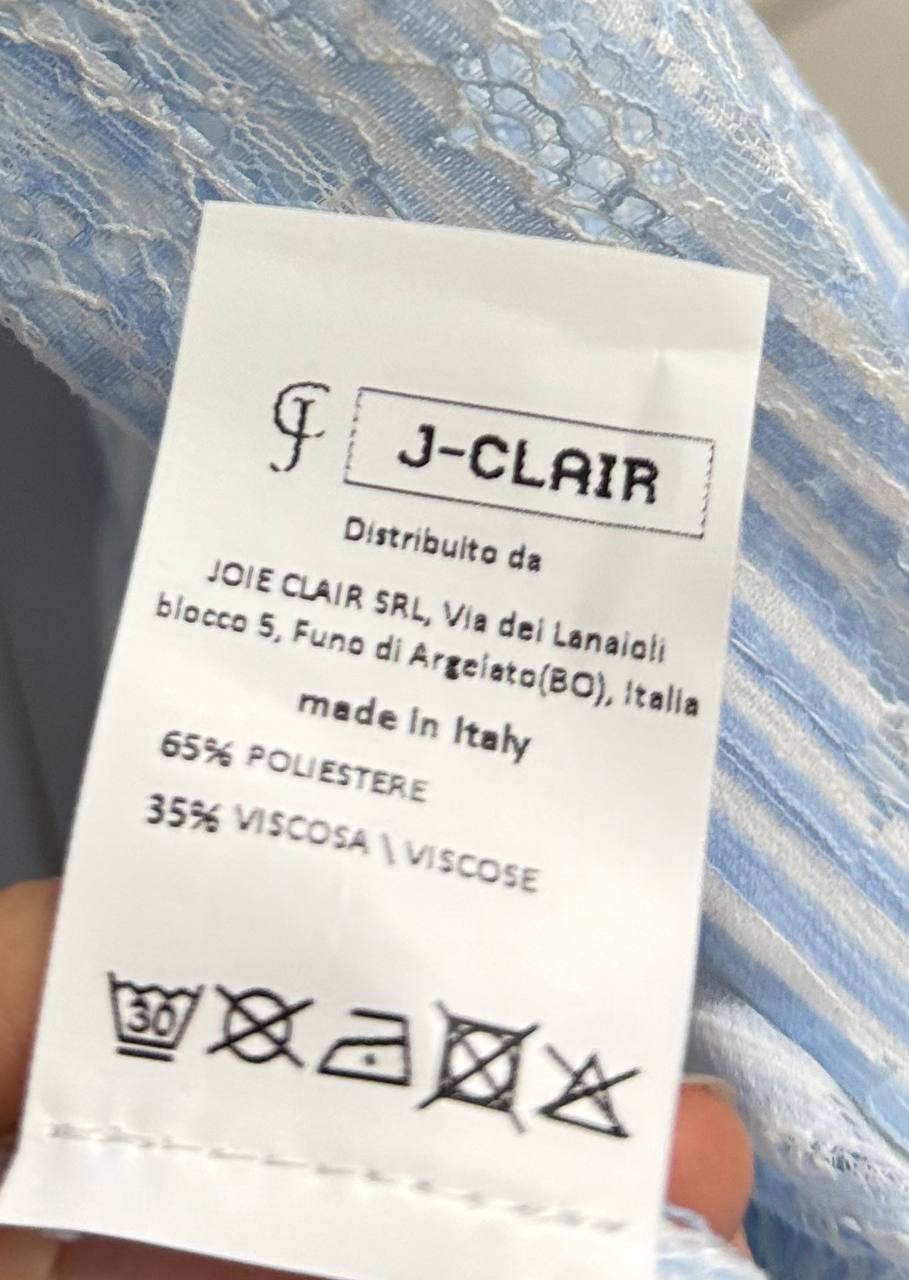 J-CLAIR
Distribuito da
JOIE CLAIR SRL, Via dei Lanaioli
blocco 5, Funo di Argelato(BO), Italia
made in Italy
65% POLIESTERE
35% VISCOSA \ VISCOSE
30